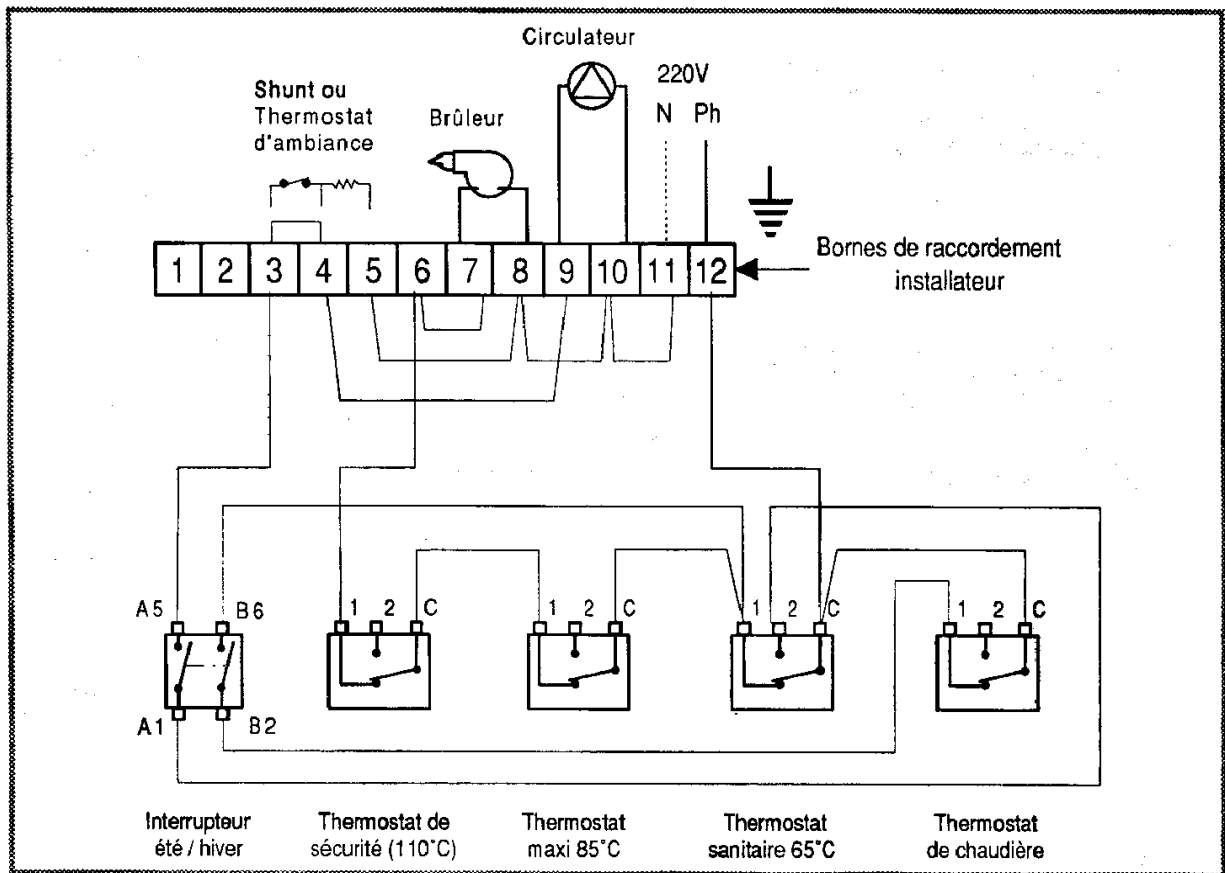 Circulateur
220V
N Ph
Shunt ou
Thermostat
d'ambiance
Brûleur
1 2 3 4 5 6 7 8 9 10 11 12
Bornes de raccordement
installateur
A5 B6
1 2 C
1 2 C
1 2 C
1 2 C
A1 B2
Interrupteur
été / hiver
Thermostat de
sécurité (110°C)
Thermostat
maxi 85°C
Thermostat
sanitaire 65°C
Thermostat
de chaudière